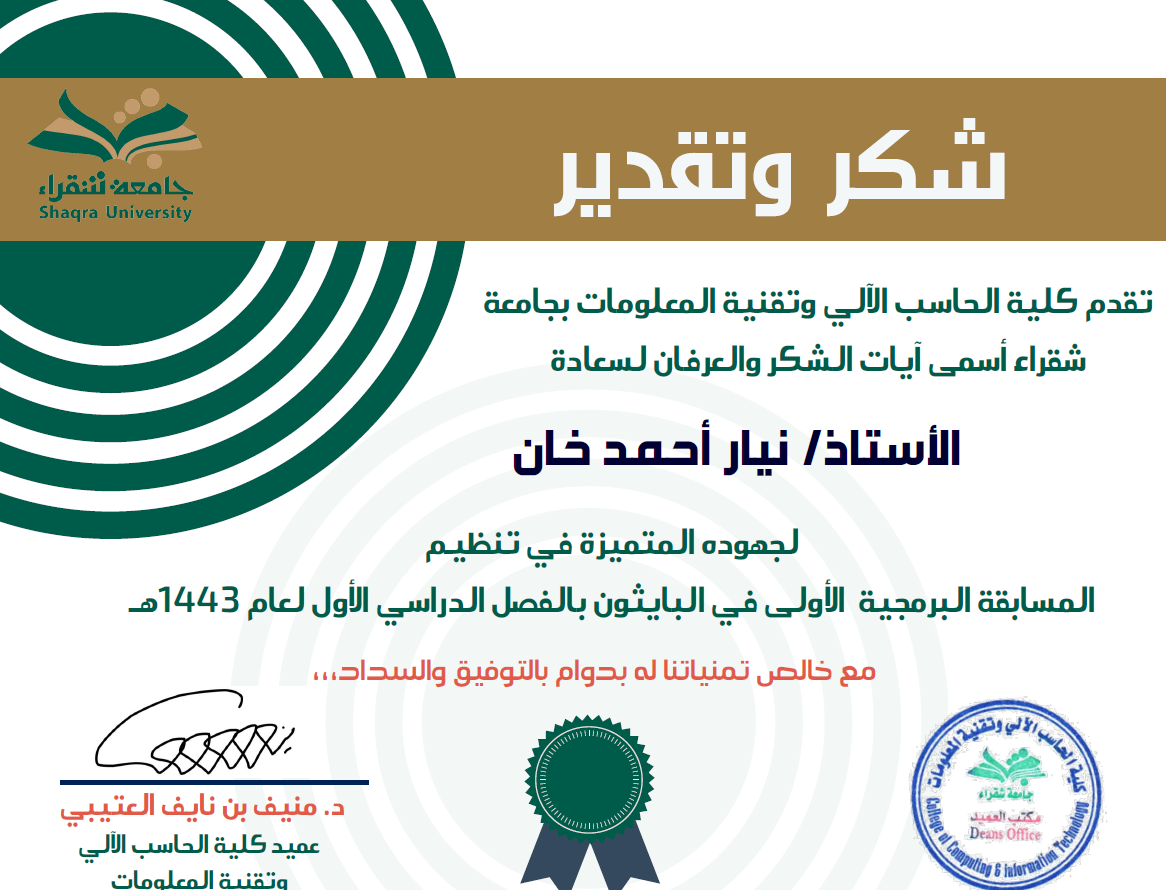 جامعة شقراء
Shaqra University
شكر وتقدير
تقدم كلية الحاسب الآلي وتقنية المعلومات بجامعة
شقراء أسمى آيات الشكر والعرفان لسعادة
الأستاذ/ نيار أحمد خان
لجهوده المتميزة في تنظيم
المسابقة البرمجية الأولى في البايثون بالفصل الدراسي الأول لعام 1443هـ
مع خالص تمنياتنا له بدوام بالتوفيق والسداد،،،
د. منيف بن نايف العتيبي
عميد كلية الحاسب الآلي
وتقنية المعلومات
كلية الحاسب الآلي وتقنية المعلومات
جامعة شقراء
مكتب العميد
Deans Office
College of Computing & Information Technology